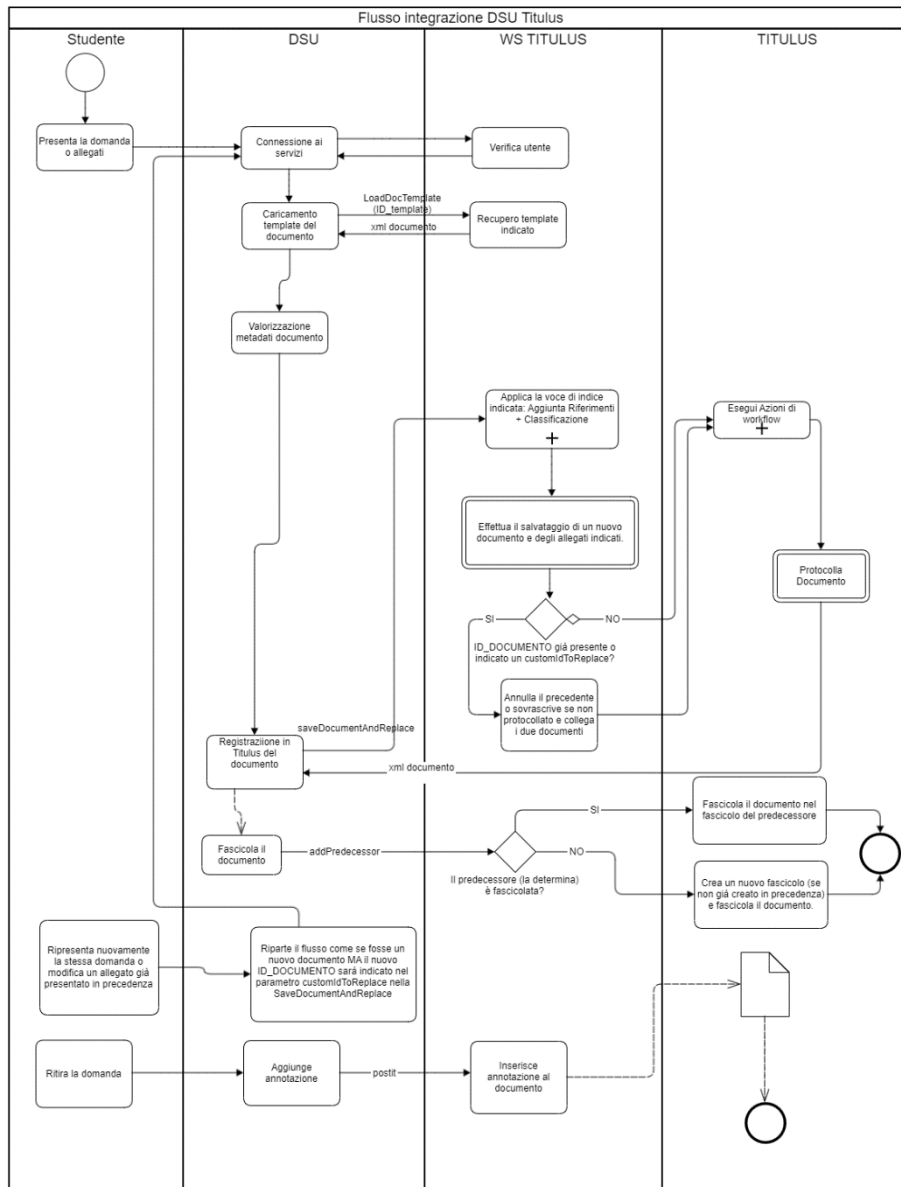 Flusso integrazione DSU Titulus
Studente
DSU
WS TITULUS
TITULUS
Presenta la domanda
o allegati
Connessione ai
servizi
Verifica utente
LoadDocTemplate
(ID_template)
Caricamento
template del
documento
xml documento
Recupero template
indicato
Valorizzazione
metadati documento
Applica la voce di indice
indicata: Aggiunta Riferimenti
+ Classificazione
Esegui Azioni di
workflow
Effettua il salvataggio di un nuovo
documento e degli allegati indicati.
Protocolla
Documento
SI
NO
ID_DOCUMENTO già presente o
indicato un customIdToReplace?
Annulla il precedente
o sovrascrive se non
protocollato e collega
i due documenti
saveDocumentAndReplace
Registraiione in
Titulus del
documento
xml documento
Fascicola il documento nel
fascicolo del predecessore
SI
Fascicola il
documento
addPredecessor
NO
Il predecessore (la determina)
è fascicolata?
Crea un nuovo fascicolo (se
non già creato in precedenza)
e fascicola il documento.
Ripresenta nuovamente
la stessa domanda o
modifica un allegato già
presentato in precedenza
Riparte il flusso come se fosse un
nuovo documento MA il nuovo
ID_DOCUMENTO sarà indicato nel
parametro customIdToReplace nella
SaveDocumentAndReplace
Ritira la domanda
Aggiunge
annotazione
postit
Inserisce
annotazione al
documento